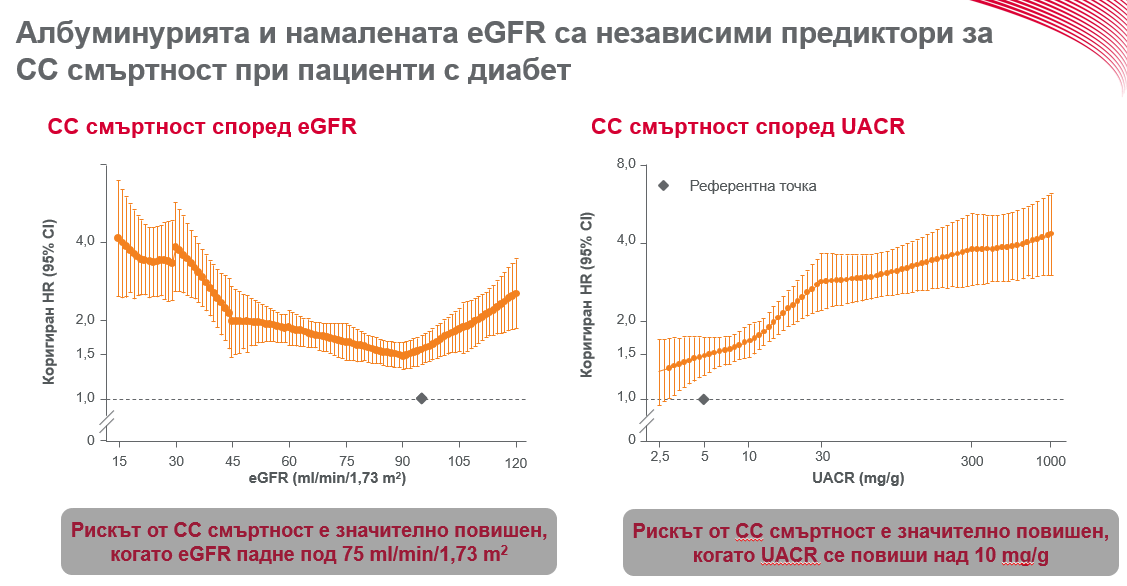 Албуминурията и намалената eGFR са независими предиктори за
СС смъртност при пациенти с диабет
СС смъртност според eGFR
Коригиран HR (95% CI)
4,0
2,0
1,5
1,0
0
15 30 45 60 75 90 105 120
eGFR (ml/min/1,73 m²)
Рискът от СС смъртност е значително повишен,
когато eGFR падне под 75 ml/min/1,73 m²
СС смъртност според UACR
Референтна точка
Коригиран HR (95% CI)
8,0
4,0
2,0
1,5
1,0
0
2,5 5 10 30 300 1000
UACR (mg/g)
Рискът от СС смъртност е значително повишен,
когато UACR се повиши над 10 mg/g